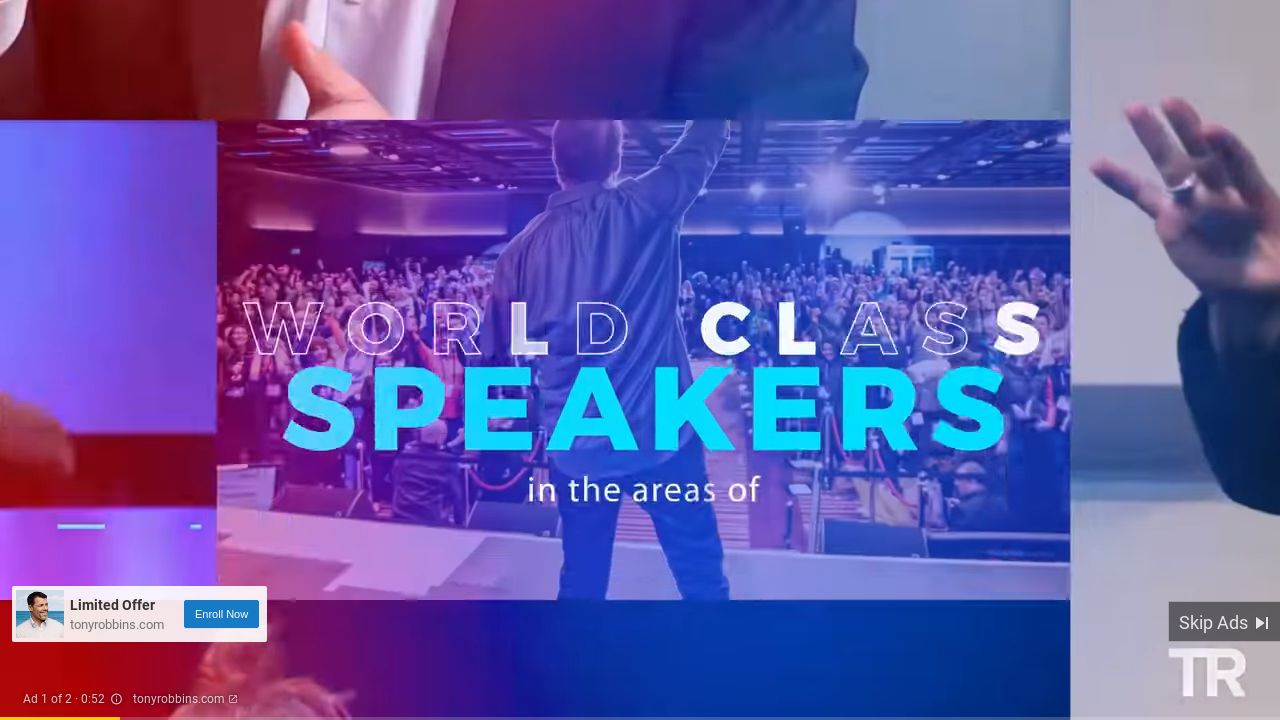 WORLD CLASS
SPEAKERS
in the areas of
Limited Offer
tonyrobbins.com
Enroll Now
Skip Ads
TR
Ad 1 of 2 · 0:52
tonyrobbins.com